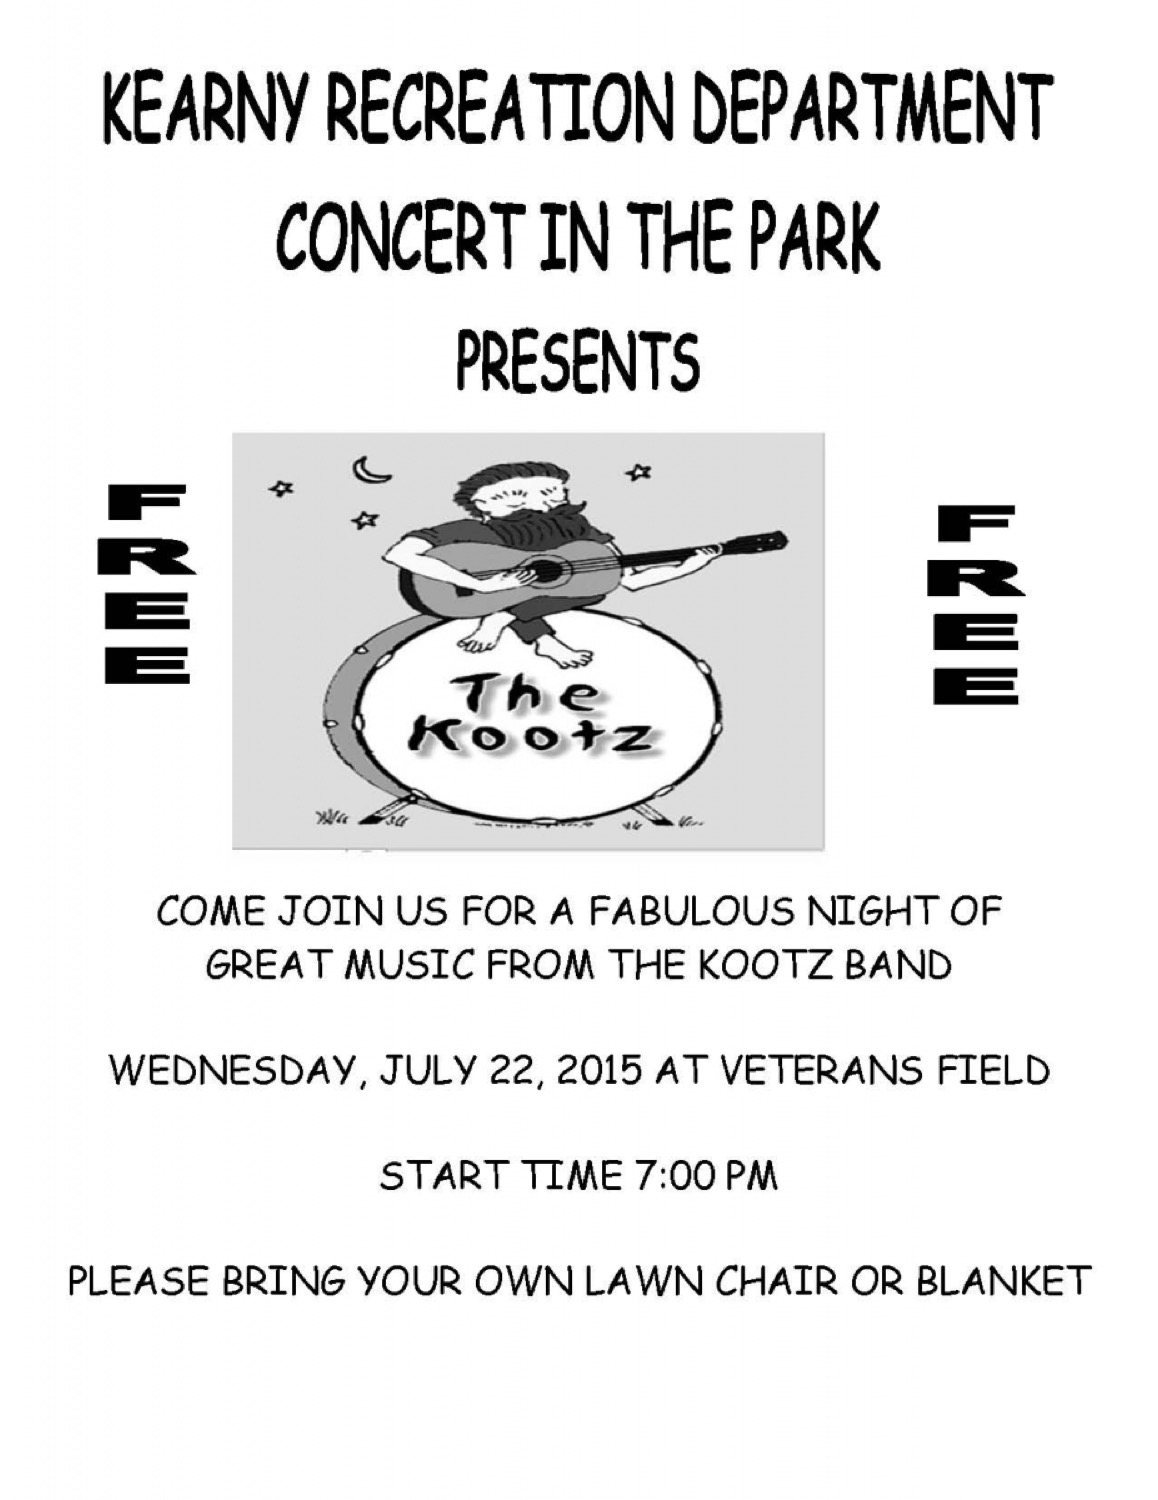 KEARNY RECREATION DEPARTMENT
CONCERT IN THE PARK
PRESENTS
FREE
The
Kootz
FREE
COME JOIN US FOR A FABULOUS NIGHT OF
GREAT MUSIC FROM THE KOOTZ BAND
WEDNESDAY, JULY 22, 2015 AT VETERANS FIELD
START TIME 7:00 PM
PLEASE BRING YOUR OWN LAWN CHAIR OR BLANKET